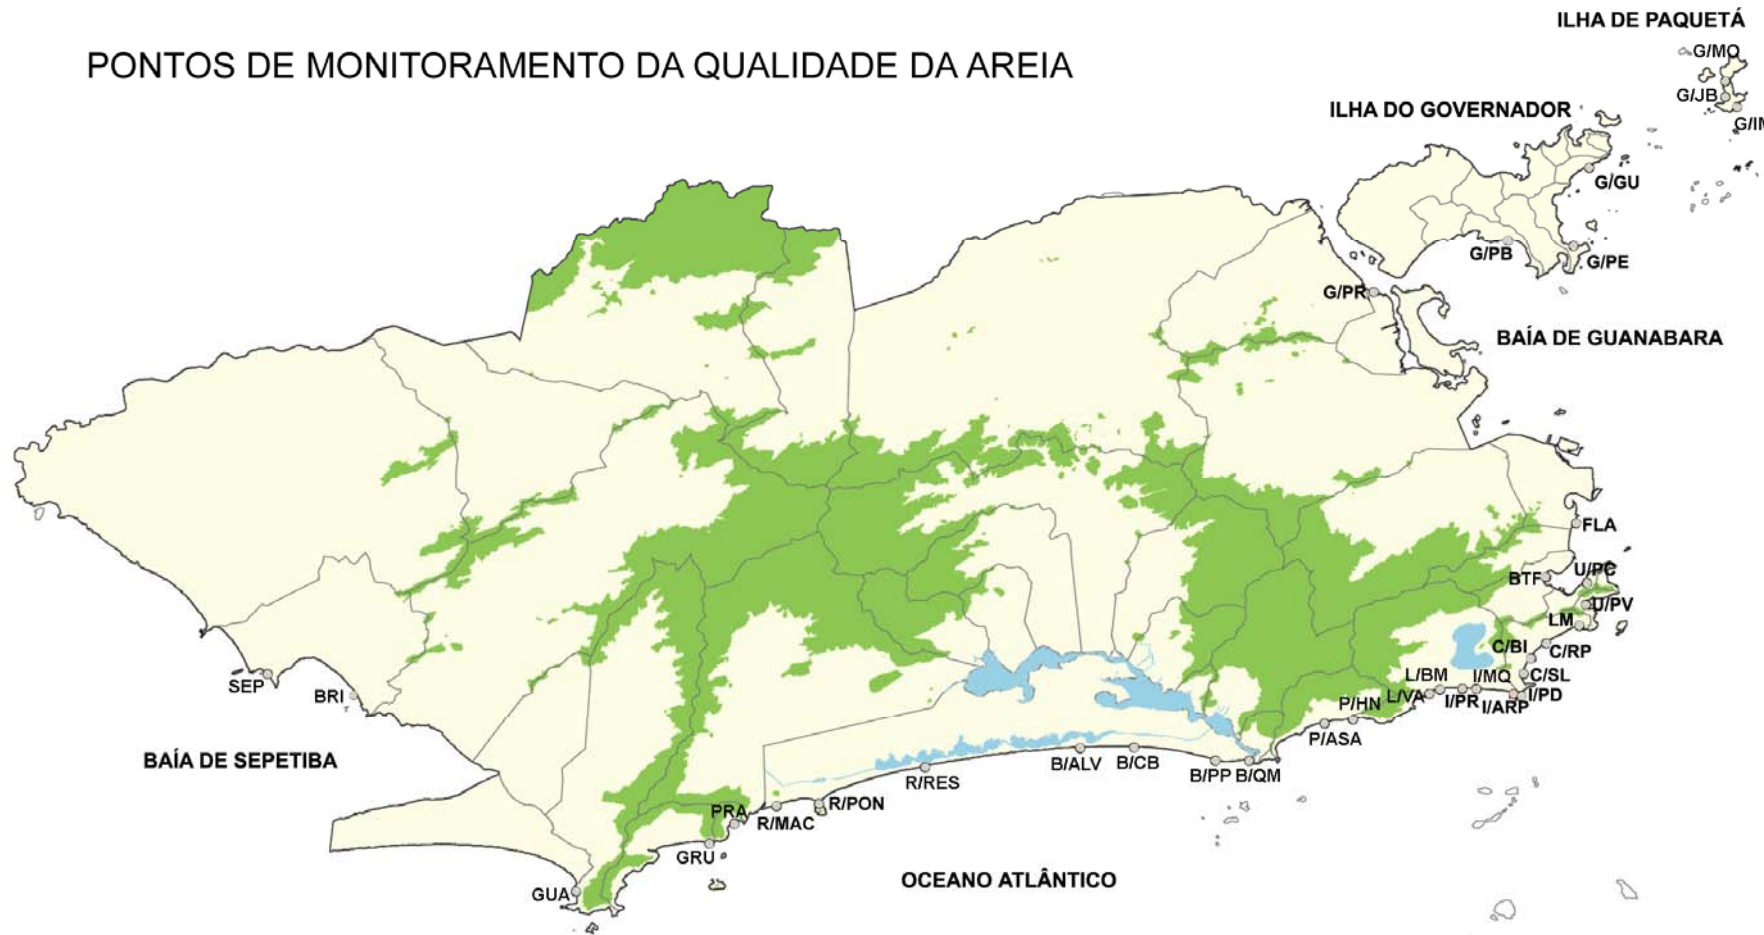 ILHA DE PAQUETÁ
G/MO
PONTOS DE MONITORAMENTO DA QUALIDADE DA AREIA
G/JB
ILHA DO GOVERNADOR
G/IM
G/GU
G/PB
G/PE
G/PR
BAÍA DE GUANABARA
FLA
U/PC
BTF
U/PV
LM
C/BI
C/RP
L/BM
I/MQ
C/SL
SEP
BRI
L/VA
I/PR
I/ARP
I/PD
P/HN
P/ASA
BAÍA DE SEPETIBA
B/ALV
B/CB
B/PP
B/QM
R/RES
PRA
R/MAC
R/PON
GRU
OCEANO ATLÂNTICO
GUA